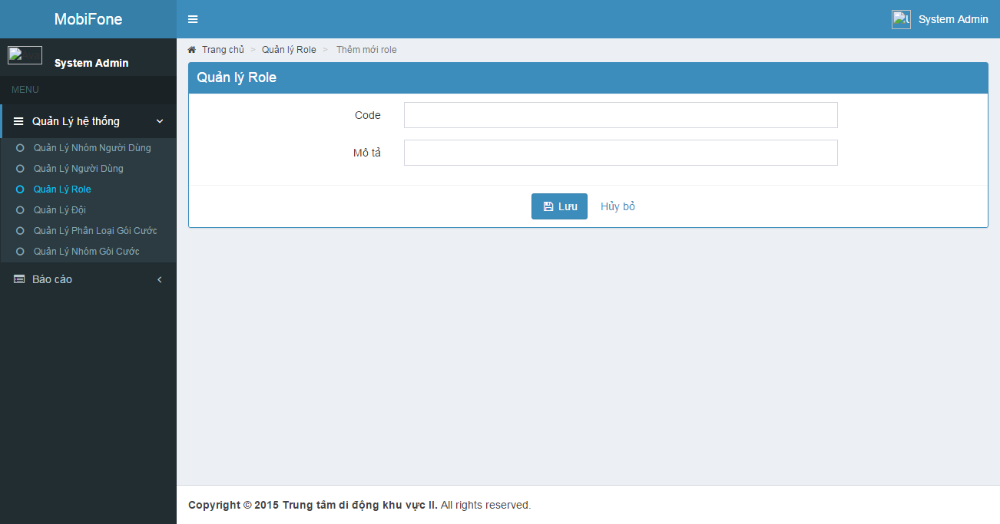 MobiFone
System Admin
System Admin
MENU
Quản Lý hệ thống
Quản Lý Nhóm Người Dùng
Quản Lý Người Dùng
Quản Lý Role
Quản Lý Đội
Quản Lý Phân Loại Gói Cước
Quản Lý Nhóm Gói Cước
Báo cáo
Trang chủ > Quản lý Role > Thêm mới role
Quản lý Role
Code
Mô tả
Lưu Hủy bỏ
Copyright © 2015 Trung tâm di động khu vực II. All rights reserved.